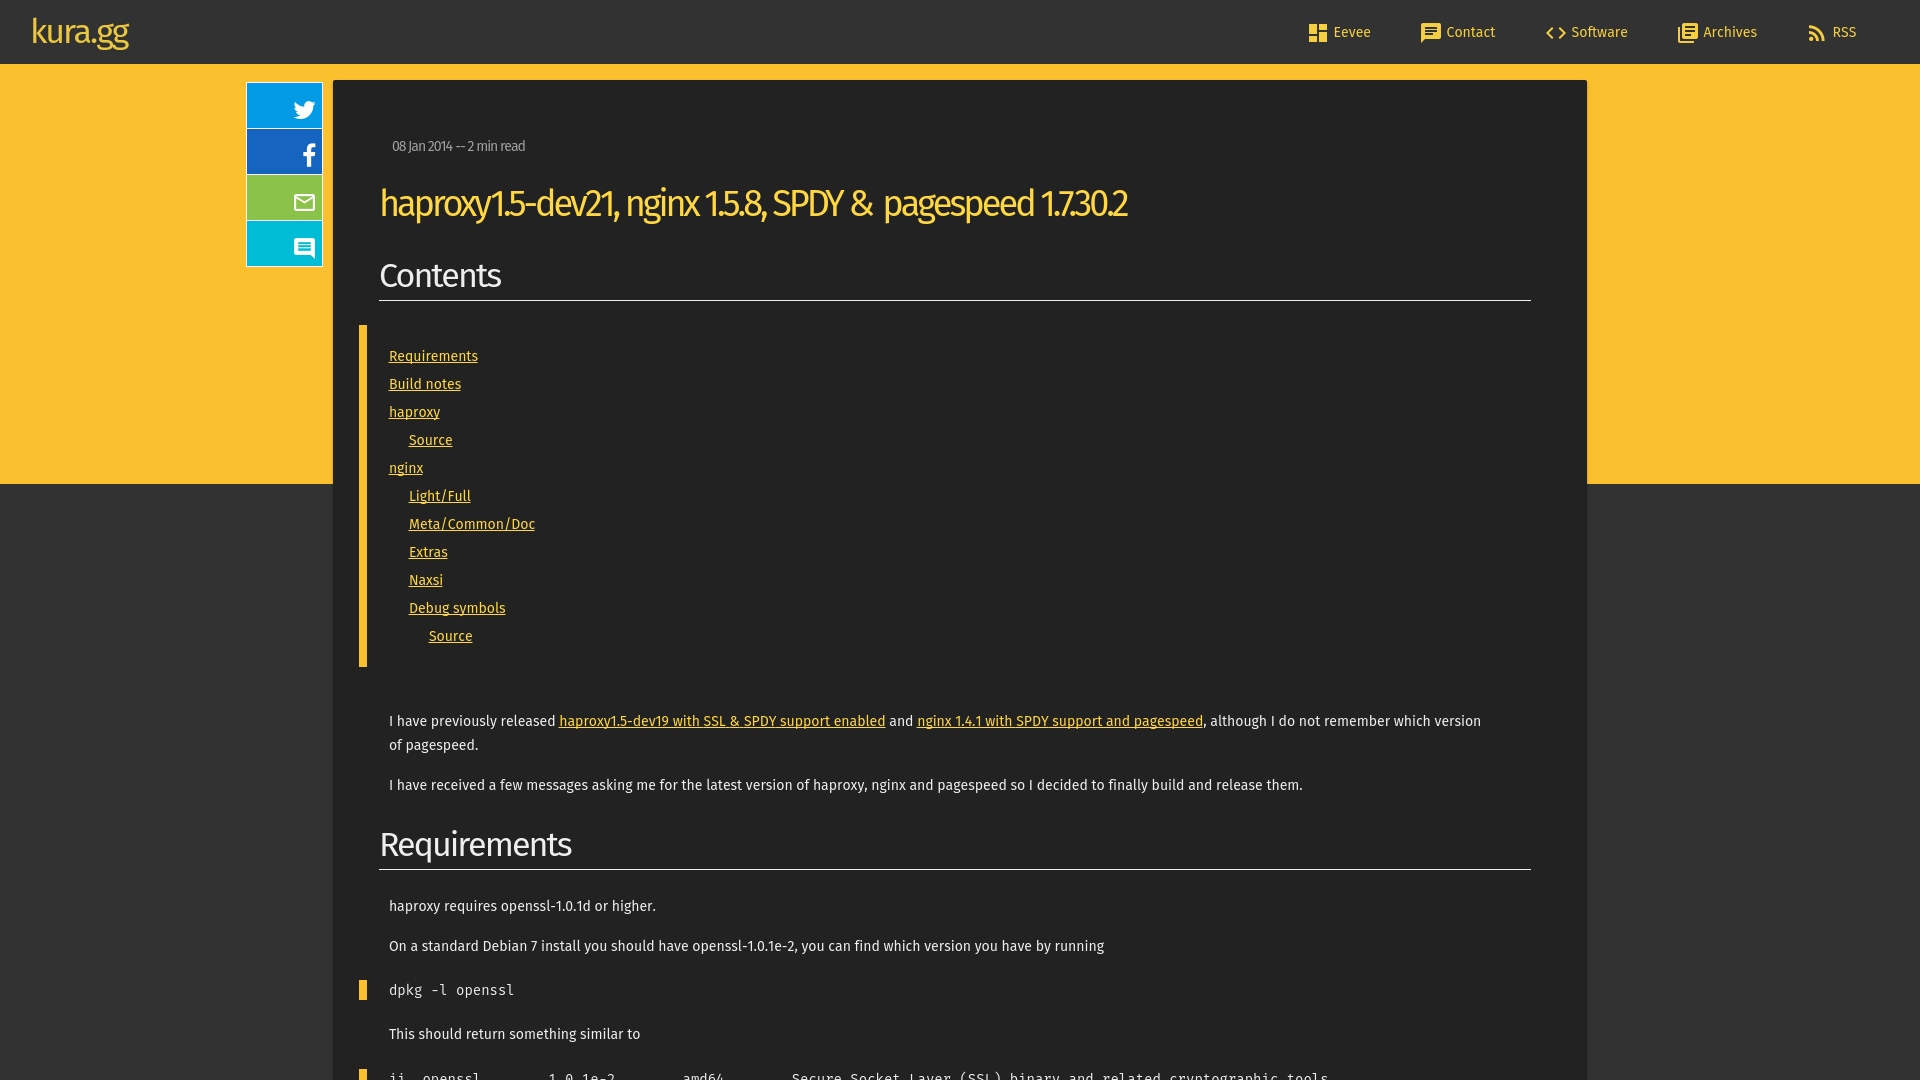 kura.gg
Eevee
Contact
Software
Archives
RSS
08 Jan 2014 -- 2 min read
haproxy1.5-dev21, nginx 1.5.8, SPDY & pagespeed 1.7.30.2
Contents
Requirements
Build notes
haproxy
Source
nginx
Light/Full
Meta/Common/Doc
Extras
Naxsi
Debug symbols
Source
I have previously released haproxy1.5-dev19 with SSL & SPDY support enabled and nginx 1.4.1 with SPDY support and pagespeed, although I do not remember which version
of pagespeed.
I have received a few messages asking me for the latest version of haproxy, nginx and pagespeed so I decided to finally build and release them.
Requirements
haproxy requires openssl-1.0.1d or higher.
On a standard Debian 7 install you should have openssl-1.0.1e-2, you can find which version you have by running
dpkg -l openssl
This should return something similar to
ii  openssl        1.0.1e-2        amd64        Secure Socket Layer (SSL) binary and related cryptographic tools